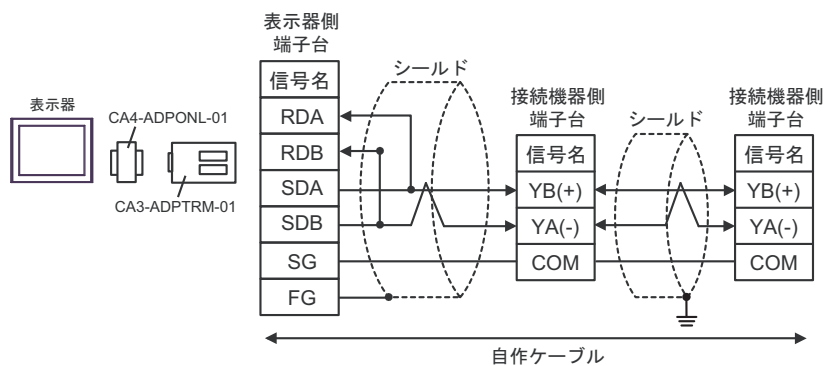 表示器側
端子台
信号名
RDA
RDB
SDA
SDB
SG
FG
表示器
CA4-ADPONL-01
CA3-ADPTRM-01
シールド
接続機器側
端子台
信号名
YB(+)
YA(-)
COM
シールド
接続機器側
端子台
信号名
YB(+)
YA(-)
COM
自作ケーブル